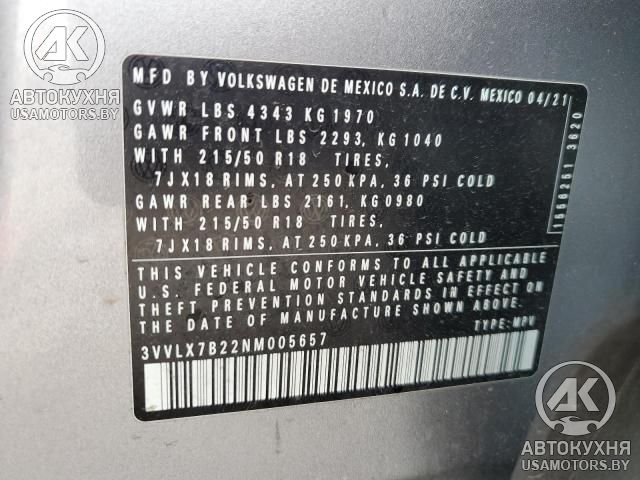 АК
АВТОКУХНЯ
USAMOTORS.BY
MFD BY VOLKSWAGEN DE MEXICO S.A. DE C.V. MEXICO 04/21
GVWR LBS 4343 KG 1970
GAWR FRONT LBS 2293, KG 1040
WITH 215/50 R18 TIRES,
7JX18 RIMS, AT 250 KPA, 36 PSI COLD
GAWR REAR LBS 2161, KG 0980
WITH 215/50 R18 TIRES,
7JX18 RIMS, AT 250 KPA, 36 PSI COLD
1556261 3620
THIS VEHICLE CONFORMS TO ALL APPLICABLE
U.S. FEDERAL MOTOR VEHICLE SAFETY AND
THEFT PREVENTION STANDARDS IN EFFECT ON
THE DATE OF MANUFACTURE SHOWN ABOVE.
3VVLX7B22NM005657 TYPE: MPV
АК
АВТОКУХНЯ
USAMOTORS.BY